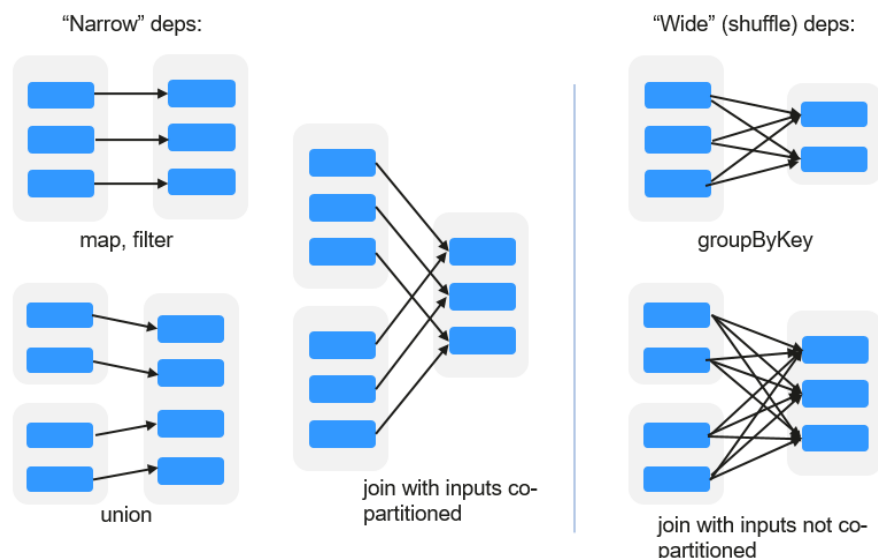 “Narrow” deps:
map, filter
union
join with inputs co-
partitioned
“Wide” (shuffle) deps:
groupByKey
join with inputs not co-
partitioned